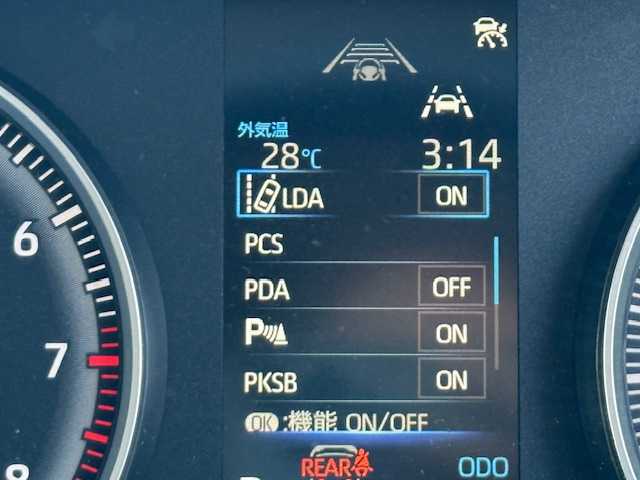 外気温
28℃ 3:14
LDA ON
PCS
PDA OFF
P ON
PKSB ON
OK :機能 ON/OFF
REAR
ODO
6
7
8